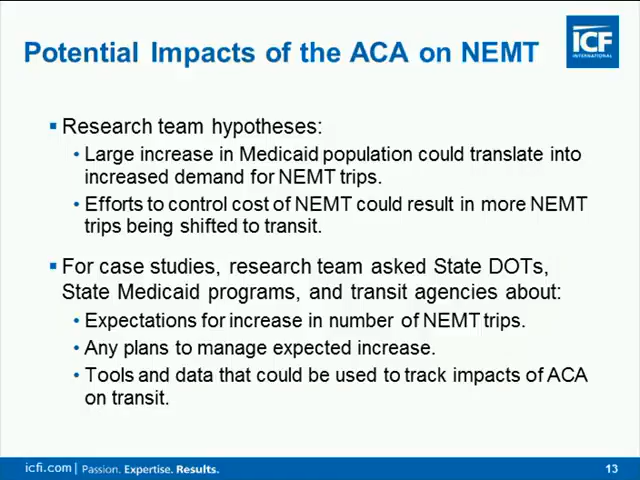 Potential Impacts of the ACA on NEMT
ICF
INTERNATIONAL
▪ Research team hypotheses:
• Large increase in Medicaid population could translate into
increased demand for NEMT trips.
• Efforts to control cost of NEMT could result in more NEMT
trips being shifted to transit.
▪ For case studies, research team asked State DOTs,
State Medicaid programs, and transit agencies about:
• Expectations for increase in number of NEMT trips.
• Any plans to manage expected increase.
• Tools and data that could be used to track impacts of ACA
on transit.
icfi.com | Passion. Expertise. Results.
13